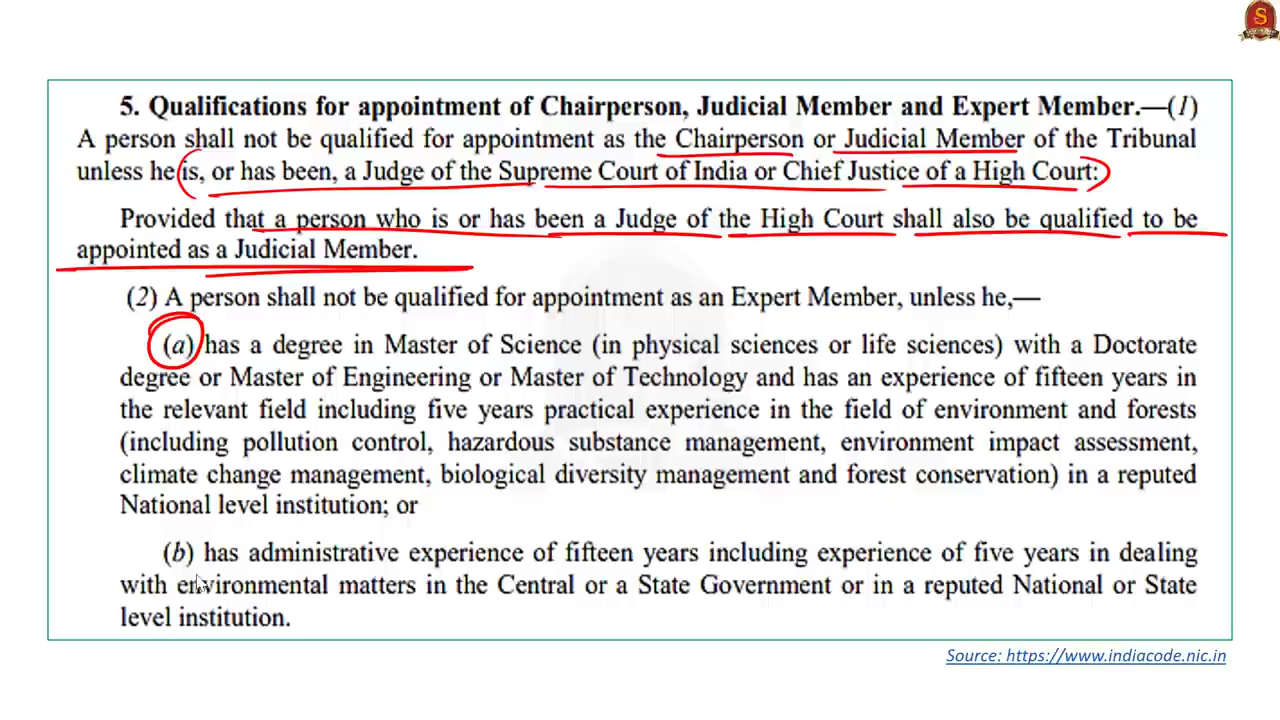 S
5. Qualifications for appointment of Chairperson, Judicial Member and Expert Member.—(1)
A person shall not be qualified for appointment as the Chairperson or Judicial Member of the Tribunal
unless he is, or has been, a Judge of the Supreme Court of India or Chief Justice of a High Court:
Provided that a person who is or has been a Judge of the High Court shall also be qualified to be
appointed as a Judicial Member.
(2) A person shall not be qualified for appointment as an Expert Member, unless he,—
(a) has a degree in Master of Science (in physical sciences or life sciences) with a Doctorate
degree or Master of Engineering or Master of Technology and has an experience of fifteen years in
the relevant field including five years practical experience in the field of environment and forests
(including pollution control, hazardous substance management, environment impact assessment,
climate change management, biological diversity management and forest conservation) in a reputed
National level institution; or
(b) has administrative experience of fifteen years including experience of five years in dealing
with environmental matters in the Central or a State Government or in a reputed National or State
level institution.
Source: https://www.indiacode.nic.in